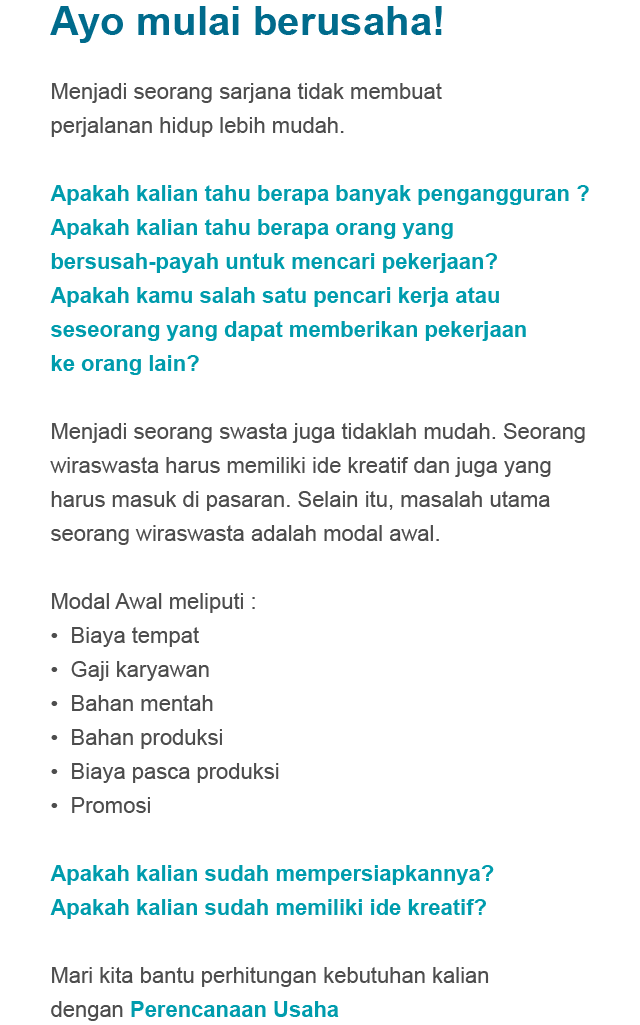 Ayo mulai berusaha!
Menjadi seorang sarjana tidak membuat
perjalanan hidup lebih mudah.
Apakah kalian tahu berapa banyak pengangguran ?
Apakah kalian tahu berapa orang yang
bersusah-payah untuk mencari pekerjaan?
Apakah kamu salah satu pencari kerja atau
seseorang yang dapat memberikan pekerjaan
ke orang lain?
Menjadi seorang swasta juga tidaklah mudah. Seorang
wiraswasta harus memiliki ide kreatif dan juga yang
harus masuk di pasaran. Selain itu, masalah utama
seorang wiraswasta adalah modal awal.
Modal Awal meliputi :
• Biaya tempat
• Gaji karyawan
• Bahan mentah
• Bahan produksi
• Biaya pasca produksi
• Promosi
Apakah kalian sudah mempersiapkannya?
Apakah kalian sudah memiliki ide kreatif?
Mari kita bantu perhitungan kebutuhan kalian
dengan Perencanaan Usaha